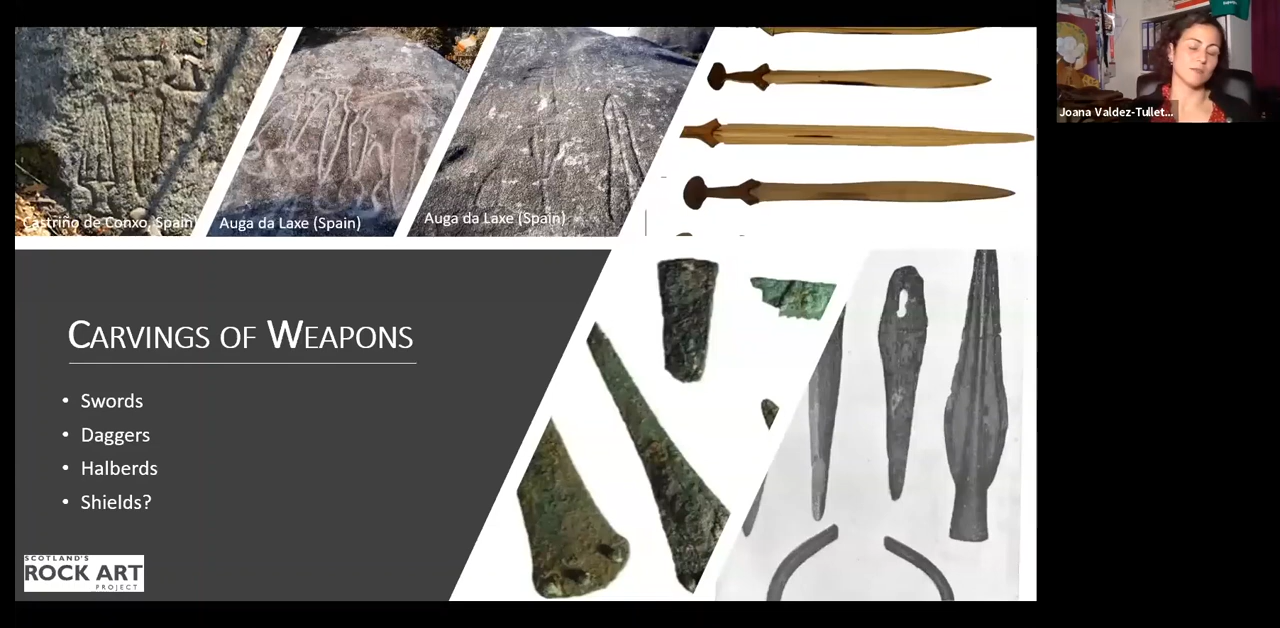 Castriño de Conxo, Spain
Auga da Laxe (Spain)
Auga da Laxe (Spain)
Joana Valdez-Tullet...
CARVINGS OF WEAPONS
• Swords
• Daggers
• Halberds
• Shields?
SCOTLAND'S
ROCK ART
PROJECT